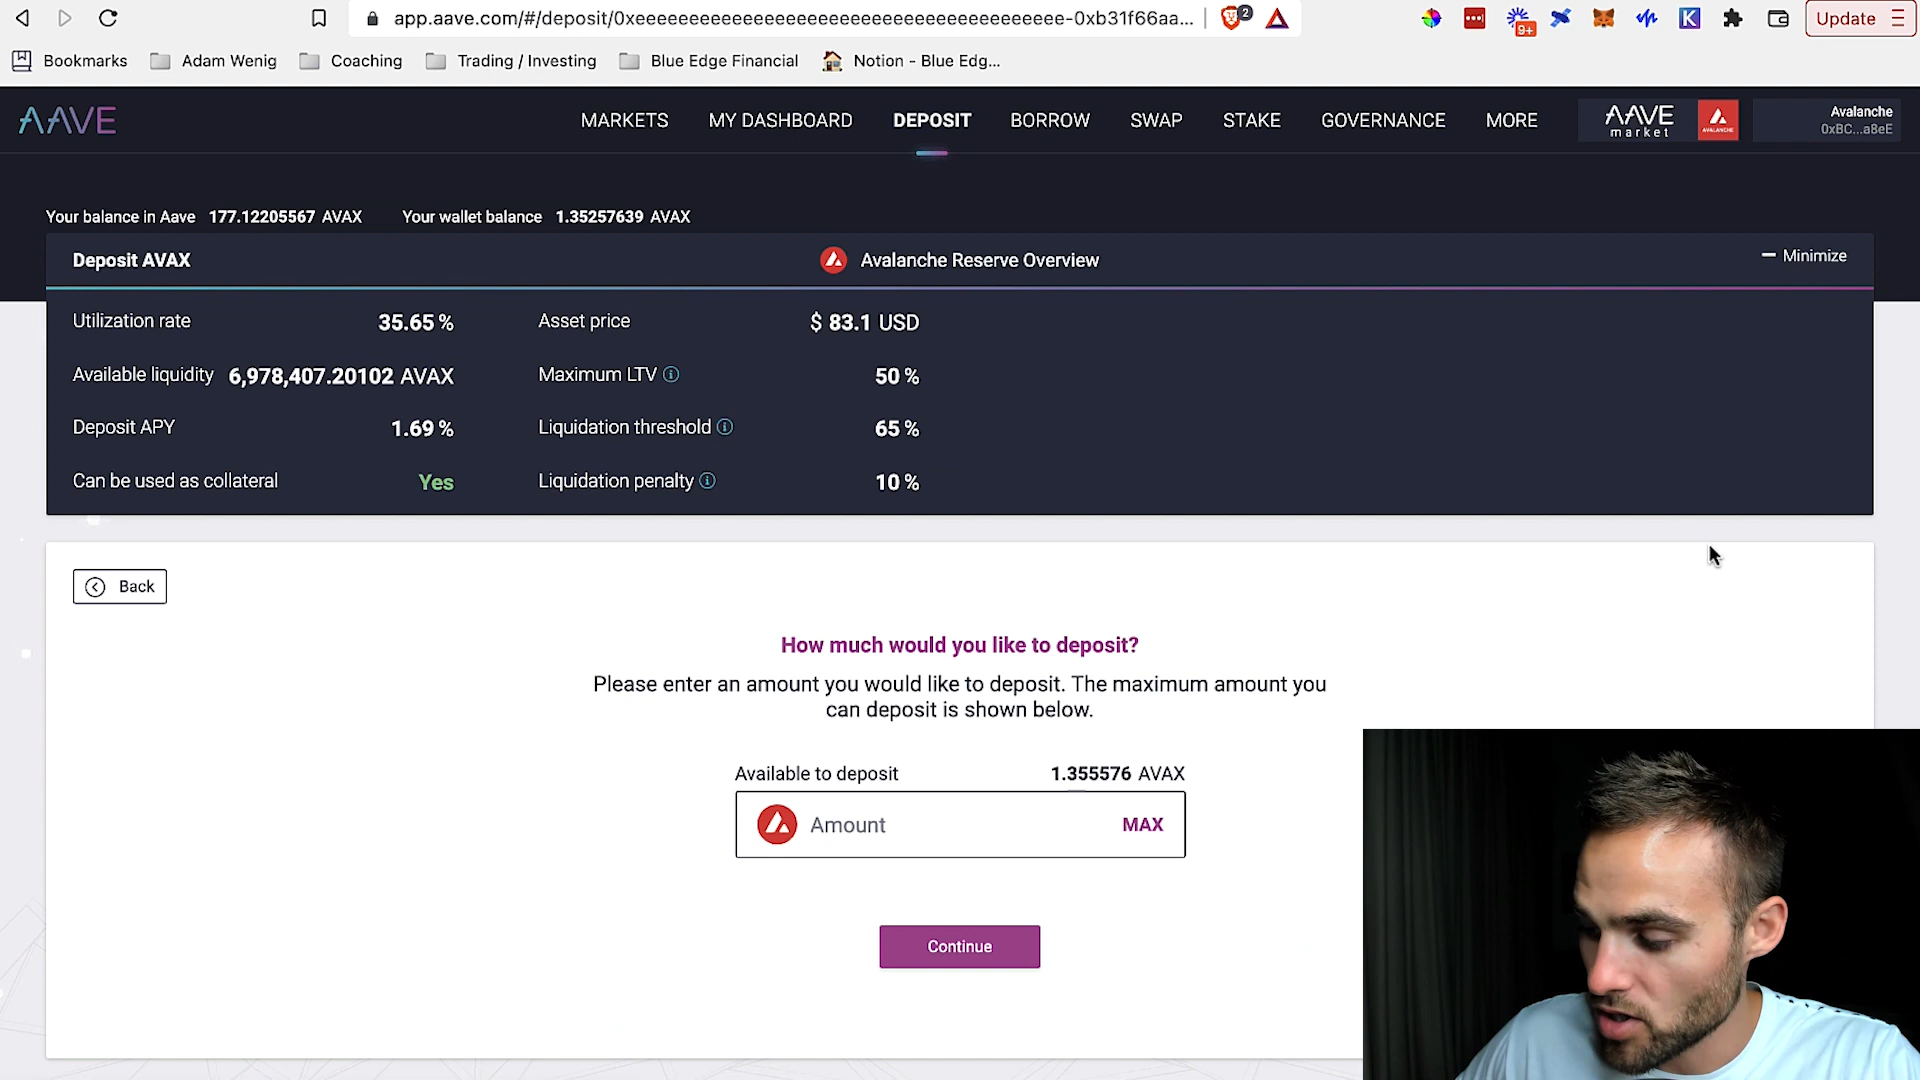 app.aave.com/#/deposit/0xeeeeeeeeeeeeeeeeeeeeeeeeeeeeeeeeeeeeeeee-0xb31f66aa...
2
9+
K
Update
Bookmarks
Adam Wenig
Coaching
Trading / Investing
Blue Edge Financial
Notion - Blue Edg...
AAVE
MARKETS
MY DASHBOARD
DEPOSIT
BORROW
SWAP
STAKE
GOVERNANCE
MORE
AAVE
market
AVALANCHE
Avalanche
0xBC...a8eE
Your balance in Aave 177.12205567 AVAX Your wallet balance 1.35257639 AVAX
Deposit AVAX
Avalanche Reserve Overview
Minimize
Utilization rate 35.65 %
Asset price $ 83.1 USD
Available liquidity 6,978,407.20102 AVAX
Maximum LTV 50 %
Deposit APY 1.69 %
Liquidation threshold 65 %
Can be used as collateral Yes
Liquidation penalty 10 %
Back
How much would you like to deposit?
Please enter an amount you would like to deposit. The maximum amount you
can deposit is shown below.
Available to deposit 1.355576 AVAX
Amount MAX
Continue